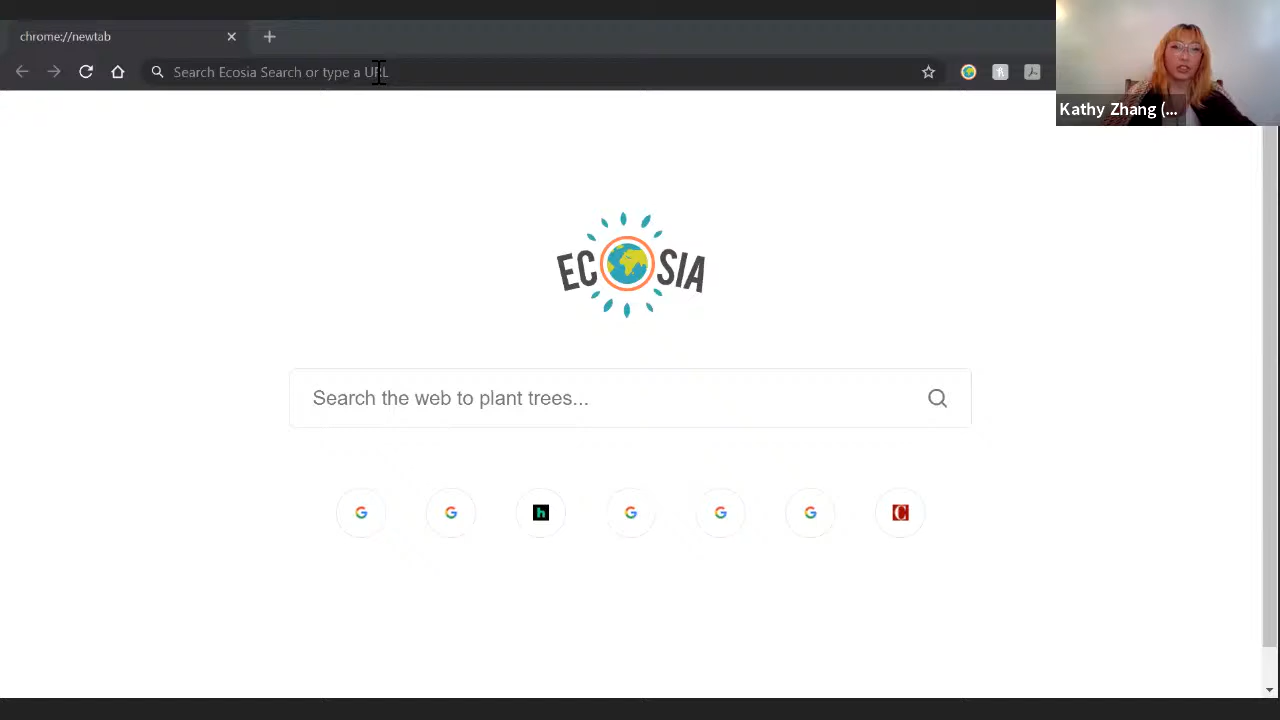 chrome://newtab
Search Ecosia Search or type a URL
Kathy Zhang (...
ECOSIA
Search the web to plant trees...